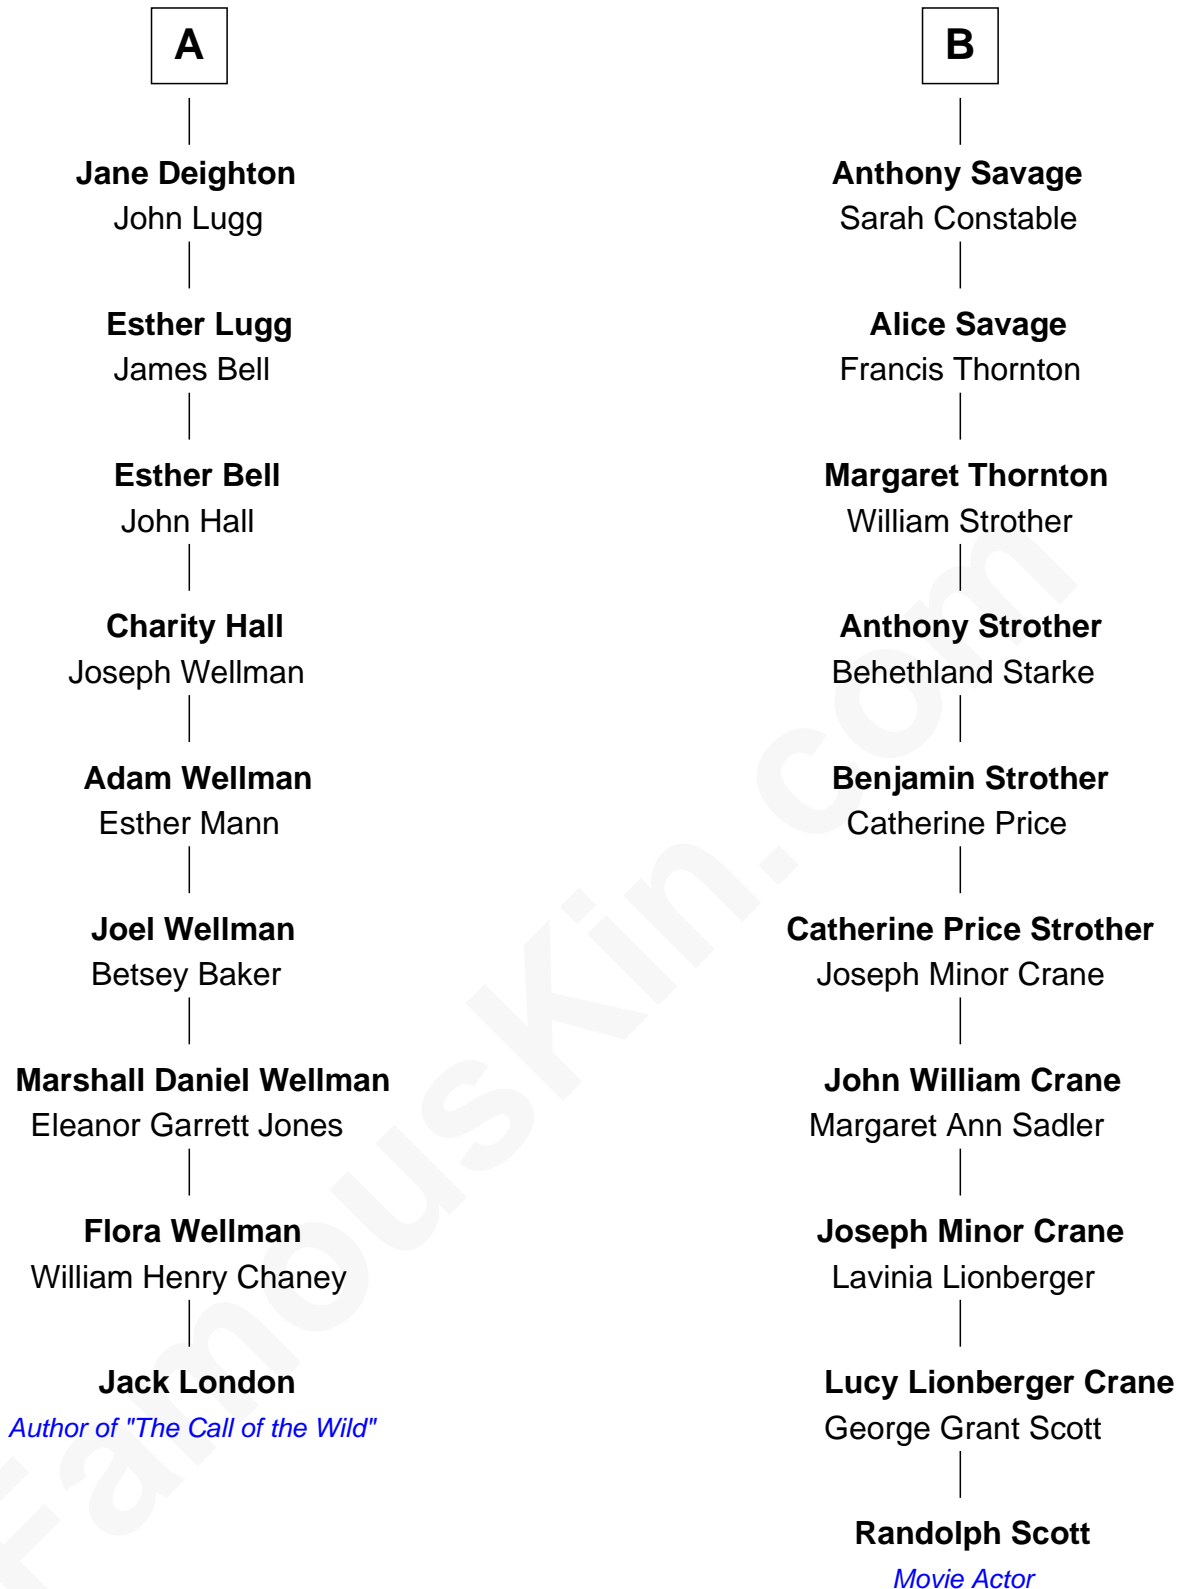 A
Jane Deighton
John Lugg
Esther Lugg
James Bell
Esther Bell
John Hall
Charity Hall
Joseph Wellman
Adam Wellman
Esther Mann
Joel Wellman
Betsey Baker
Marshall Daniel Wellman
Eleanor Garrett Jones
Flora Wellman
William Henry Chaney
Jack London
Author of "The Call of the Wild"
B
Anthony Savage
Sarah Constable
Alice Savage
Francis Thornton
Margaret Thornton
William Strother
Anthony Strother
Behethland Starke
Benjamin Strother
Catherine Price
Catherine Price Strother
Joseph Minor Crane
John William Crane
Margaret Ann Sadler
Joseph Minor Crane
Lavinia Lionberger
Lucy Lionberger Crane
George Grant Scott
Randolph Scott
Movie Actor
FamousKin.com